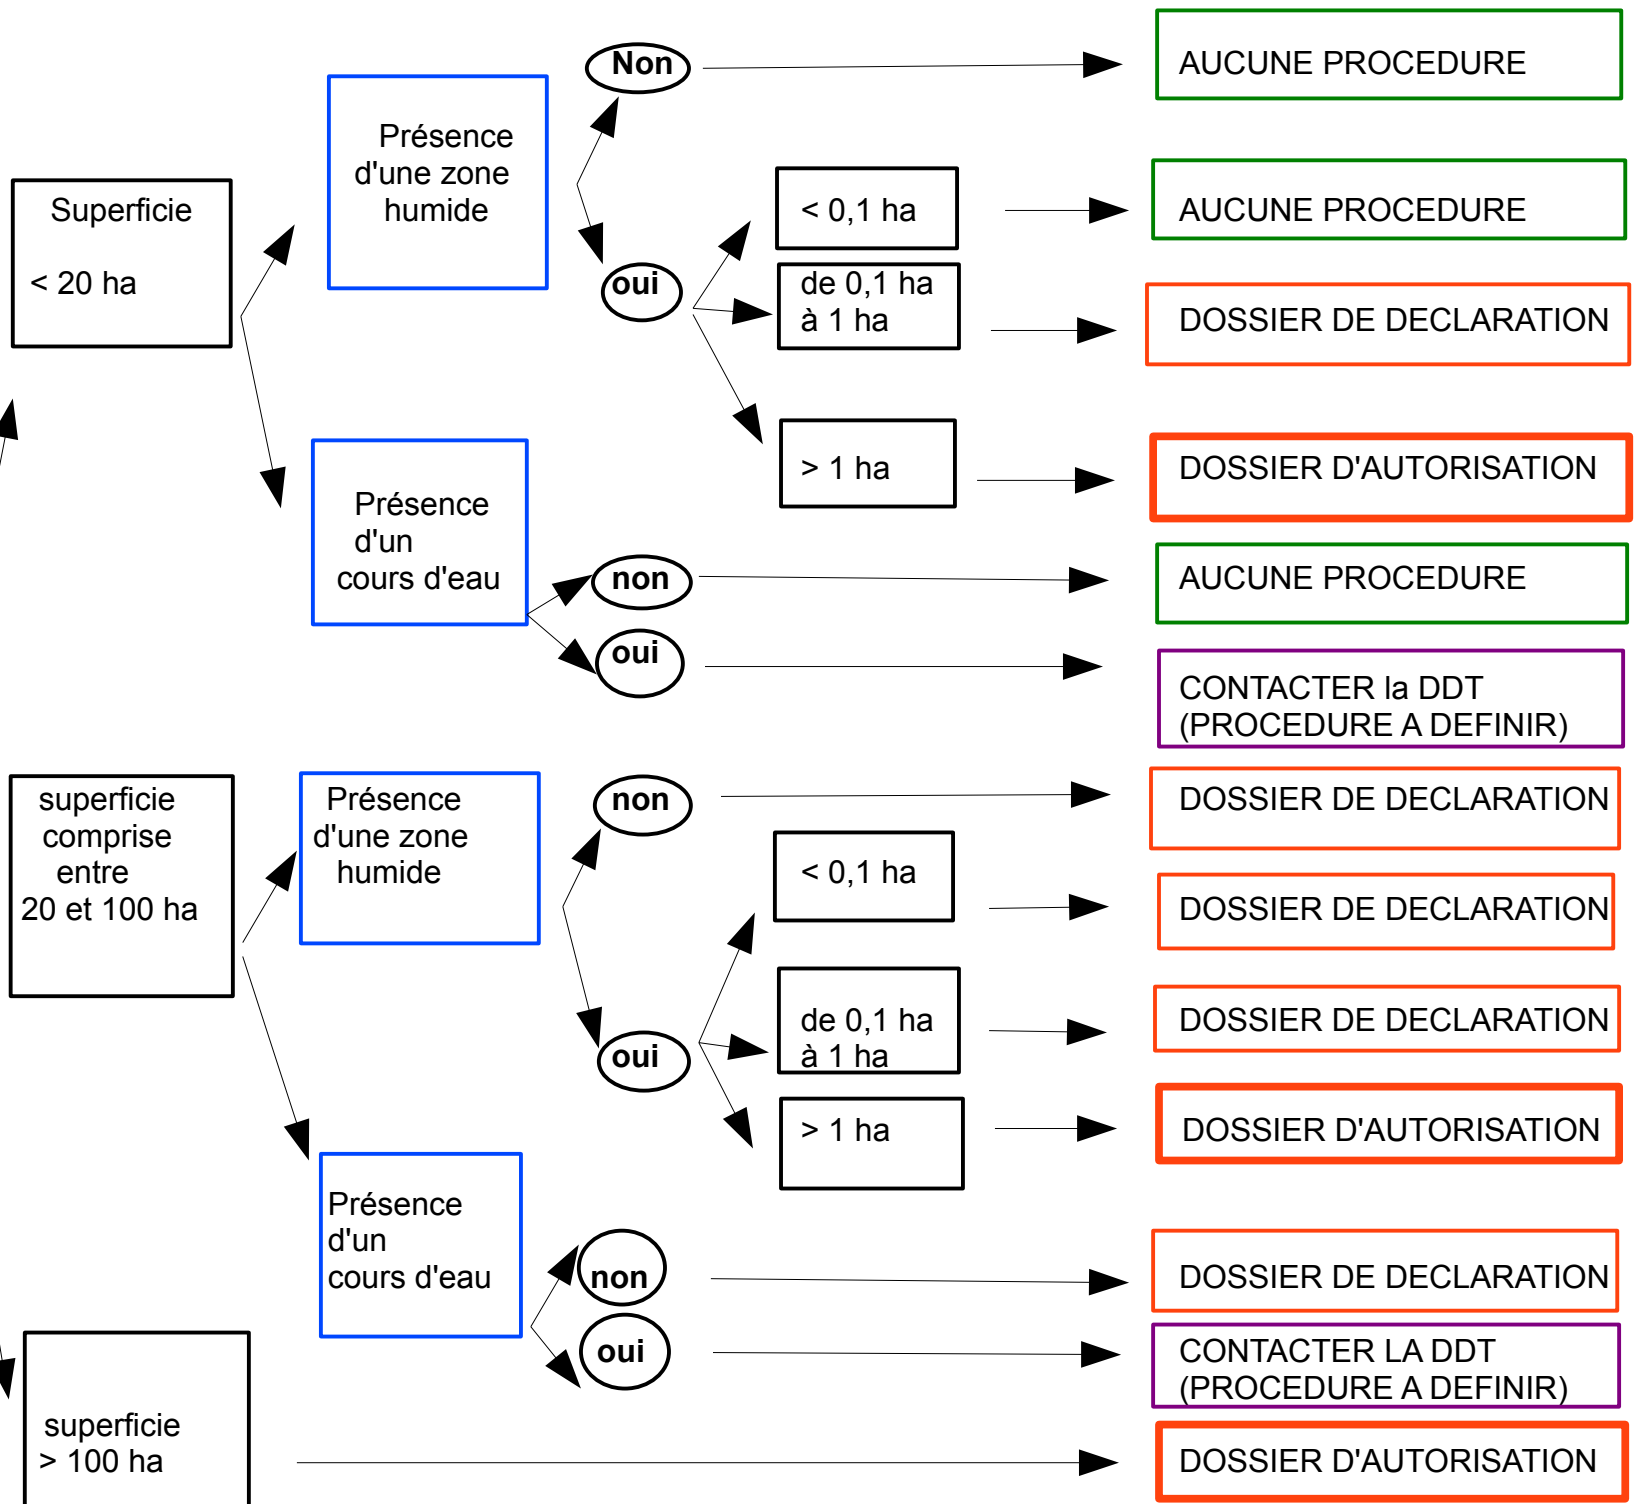 Superficie
< 20 ha
Présence
d'une zone
humide
Non
AUCUNE PROCEDURE
oui
< 0,1 ha
AUCUNE PROCEDURE
de 0,1 ha
à 1 ha
DOSSIER DE DECLARATION
> 1 ha
DOSSIER D'AUTORISATION
Présence
d'un
cours d'eau
non
AUCUNE PROCEDURE
oui
CONTACTER la DDT
(PROCEDURE A DEFINIR)
superficie
comprise
entre
20 et 100 ha
Présence
d'une zone
humide
non
DOSSIER DE DECLARATION
oui
< 0,1 ha
DOSSIER DE DECLARATION
de 0,1 ha
à 1 ha
DOSSIER DE DECLARATION
> 1 ha
DOSSIER D'AUTORISATION
Présence
d'un
cours d'eau
non
DOSSIER DE DECLARATION
oui
CONTACTER LA DDT
(PROCEDURE A DEFINIR)
superficie
> 100 ha
DOSSIER D'AUTORISATION